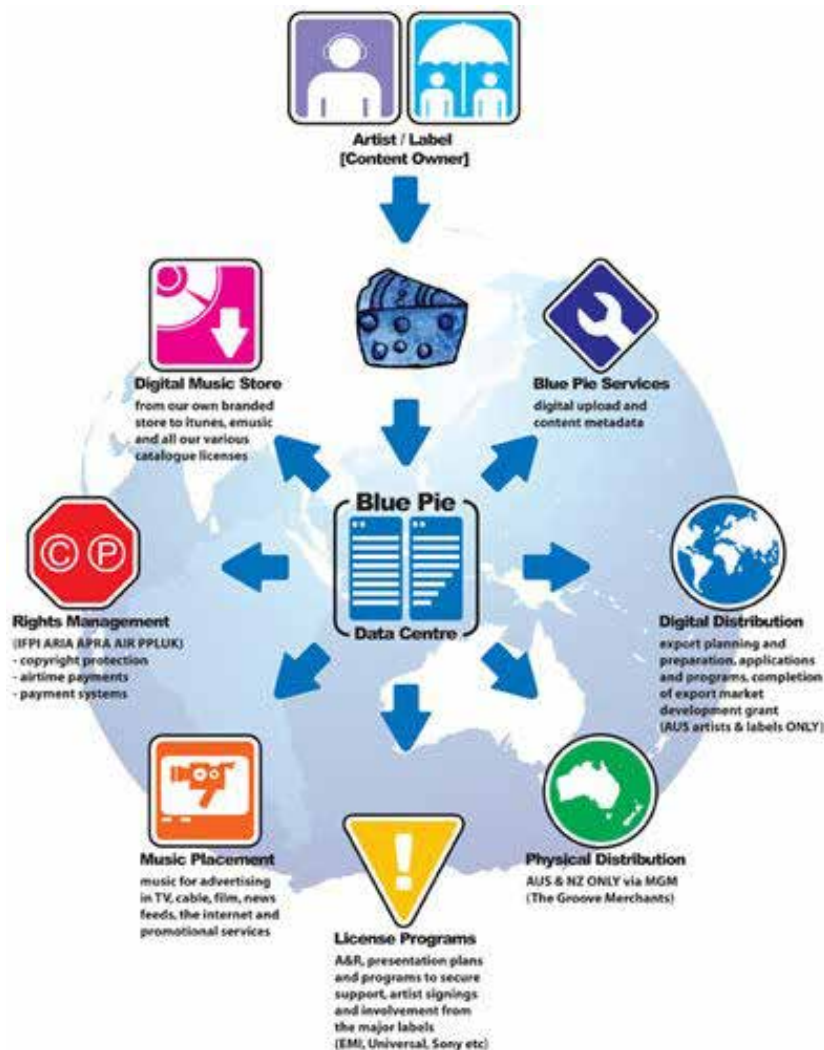 Artist / Label
[Content Owner]
Digital Music Store
from our own branded
store to itunes, emusic
and all our various
catalogue licenses
Blue Pie Services
digital upload and
content metadata
Blue Pie
Data Centre
C P
Rights Management
(IFPI ARIA APRA AIR PPLUK)
- copyright protection
- airtime payments
- payment systems
Digital Distribution
export planning and
preparation, applications
and programs, completion
of export market
development grant
(AUS artists & labels ONLY)
Music Placement
music for advertising
in TV, cable, film, news
feeds, the internet and
promotional services
!
License Programs
A&R, presentation plans
and programs to secure
support, artist signings
and involvement from
the major labels
(EMI, Universal, Sony etc)
Physical Distribution
AUS & NZ ONLY via MGM
(The Groove Merchants)